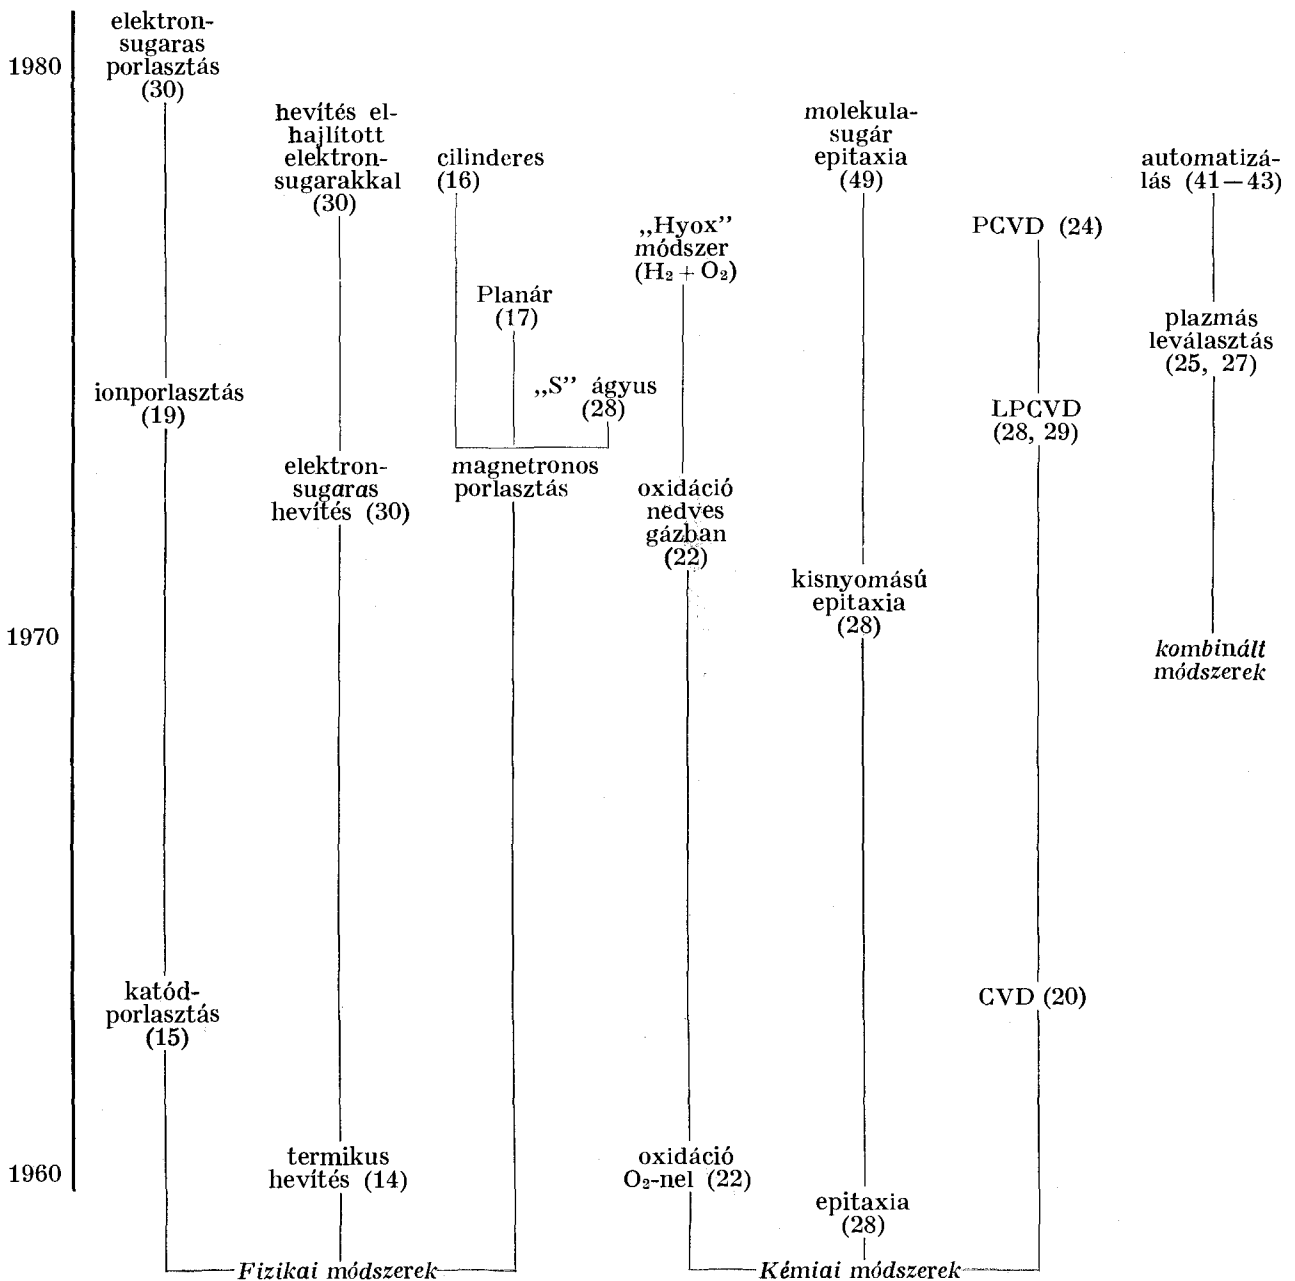 1980
1970
1960
elektron-
sugaras
porlasztás
(30)
ionporlasztás
(19)
katód-
porlasztás
(15)
hevítés el-
hajlított
elektron-
sugarakkal
(30)
elektron-
sugaras
hevítés (30)
termikus
hevítés (14)
cilinderes
(16)
Planár
(17)
„S” ágyus
(28)
magnetronos
porlasztás
Fizikai módszerek
„Hyox”
módszer
(H₂ + O₂)
oxidáció
nedves
gázban
(22)
oxidáció
O₂-nel (22)
molekula-
sugár
epitaxia
(49)
kisnyomású
epitaxia
(28)
epitaxia
(28)
PCVD (24)
LPCVD
(28, 29)
CVD (20)
Kémiai módszerek
automatizá-
lás (41—43)
plazmás
leválasztás
(25, 27)
kombinált
módszerek